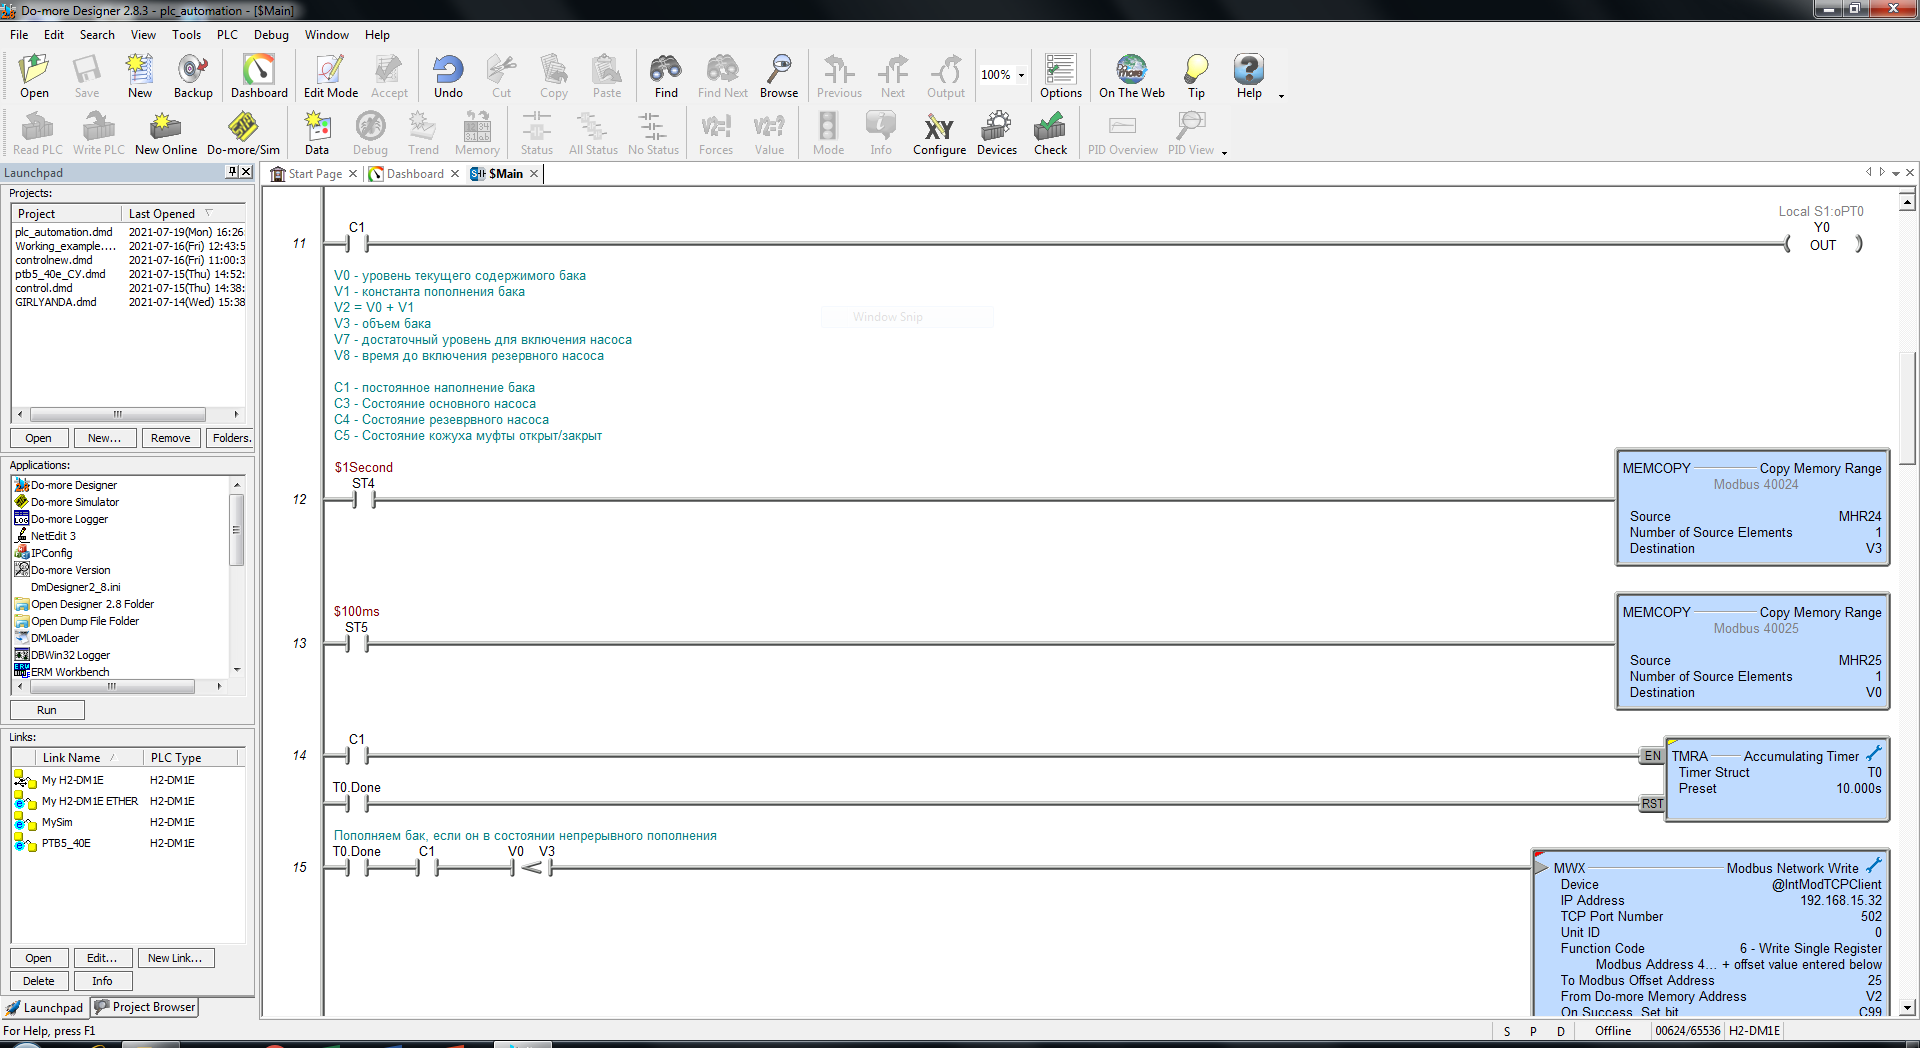 Do-more Designer 2.8.3 - plc_automation - [$Main]
File Edit Search View Tools PLC Debug Window Help
Open Save New Backup Dashboard Edit Mode Accept Undo Cut Copy Paste Find Find Next Browse Previous Next Output 100% Options On The Web Tip Help
Read PLC Write PLC New Online Do-more/Sim Data Debug Trend Memory Status All Status No Status Forces Value Mode Info Configure Devices Check PID Overview PID View
Launchpad
Projects:
Project Last Opened
plc_automation.dmd 2021-07-19(Mon) 16:26
Working_example.... 2021-07-16(Fri) 12:43:5
controlnew.dmd 2021-07-16(Fri) 11:00:3
ptb5_40e_СУ.dmd 2021-07-15(Thu) 14:52:
control.dmd 2021-07-15(Thu) 14:38:
GIRLYANDA.dmd 2021-07-14(Wed) 15:38
Open New... Remove Folders.
Applications:
Do-more Designer
Do-more Simulator
Do-more Logger
NetEdit 3
IPConfig
Do-more Version
DmDesigner2_8.ini
Open Designer 2.8 Folder
Open Dump File Folder
DMLoader
DBWin32 Logger
ERM Workbench
Run
Links:
Link Name PLC Type
My H2-DM1E H2-DM1E
My H2-DM1E ETHER H2-DM1E
MySim H2-DM1E
PTB5_40E H2-DM1E
Open Edit... New Link...
Delete Info
Launchpad Project Browser
Start Page Dashboard $Main
Local S1:oPT0
C1 Y0
11 OUT
V0 - уровень текущего содержимого бака
V1 - константа пополнения бака
V2 = V0 + V1
V3 - объем бака
V7 - достаточный уровень для включения насоса
V8 - время до включения резервного насоса
Window Snip
C1 - постоянное наполнение бака
C3 - Состояние основного насоса
C4 - Состояние резеврвного насоса
C5 - Состояние кожуха муфты открыт/закрыт
$1Second
ST4
12
MEMCOPY Copy Memory Range
Modbus 40024
Source MHR24
Number of Source Elements 1
Destination V3
$100ms
ST5
13
MEMCOPY Copy Memory Range
Modbus 40025
Source MHR25
Number of Source Elements 1
Destination V0
C1
14 EN TMRA Accumulating Timer
Timer Struct T0
Preset 10.000s
T0.Done
RST
Пополняем бак, если он в состоянии непрерывного пополнения
T0.Done C1 V0 V3
15 <
MWX Modbus Network Write
Device @IntModTCPClient
IP Address 192.168.15.32
TCP Port Number 502
Unit ID 0
Function Code 6 - Write Single Register
Modbus Address 4... + offset value entered below
To Modbus Offset Address 25
From Do-more Memory Address V2
On Success, Set bit C99
For Help, press F1 S P D Offline 00624/65536 H2-DM1E